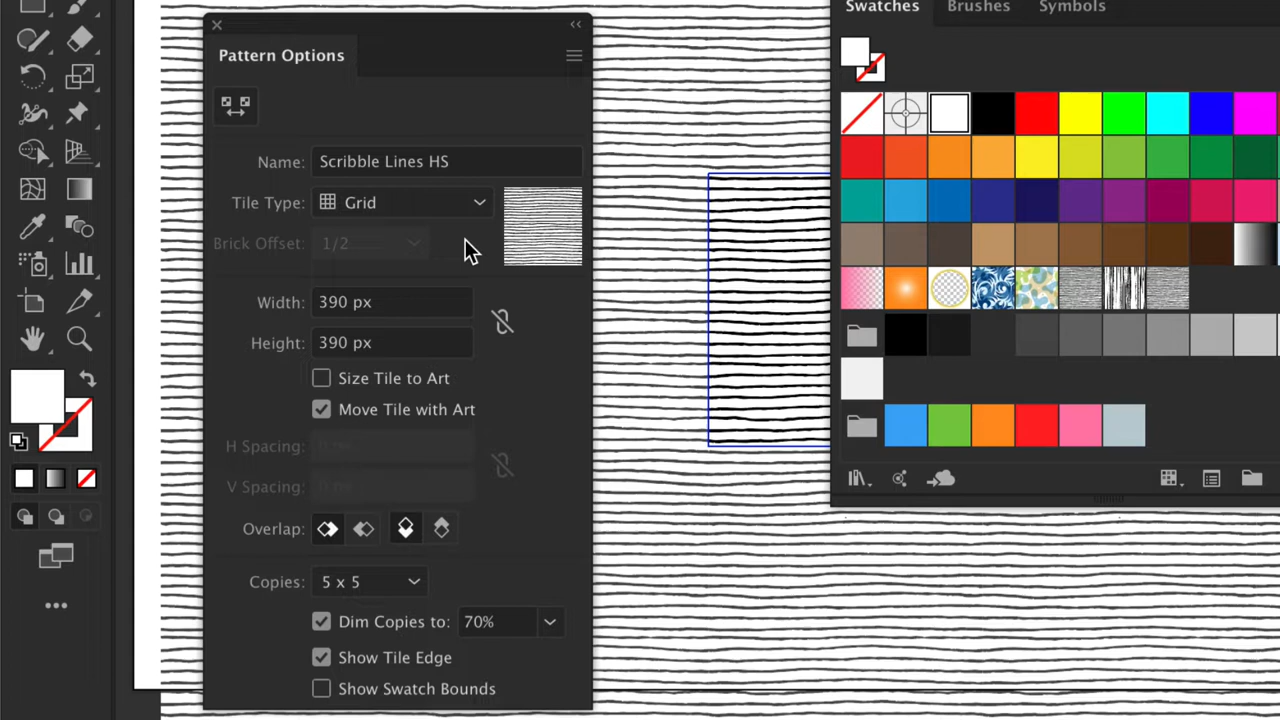 Pattern Options
Name: Scribble Lines HS
Tile Type: Grid
Brick Offset: 1/2
Width: 390 px
Height: 390 px
Size Tile to Art
Move Tile with Art
H Spacing:
V Spacing:
Overlap:
Copies: 5 x 5
Dim Copies to: 70%
Show Tile Edge
Show Swatch Bounds
Swatches Brushes Symbols